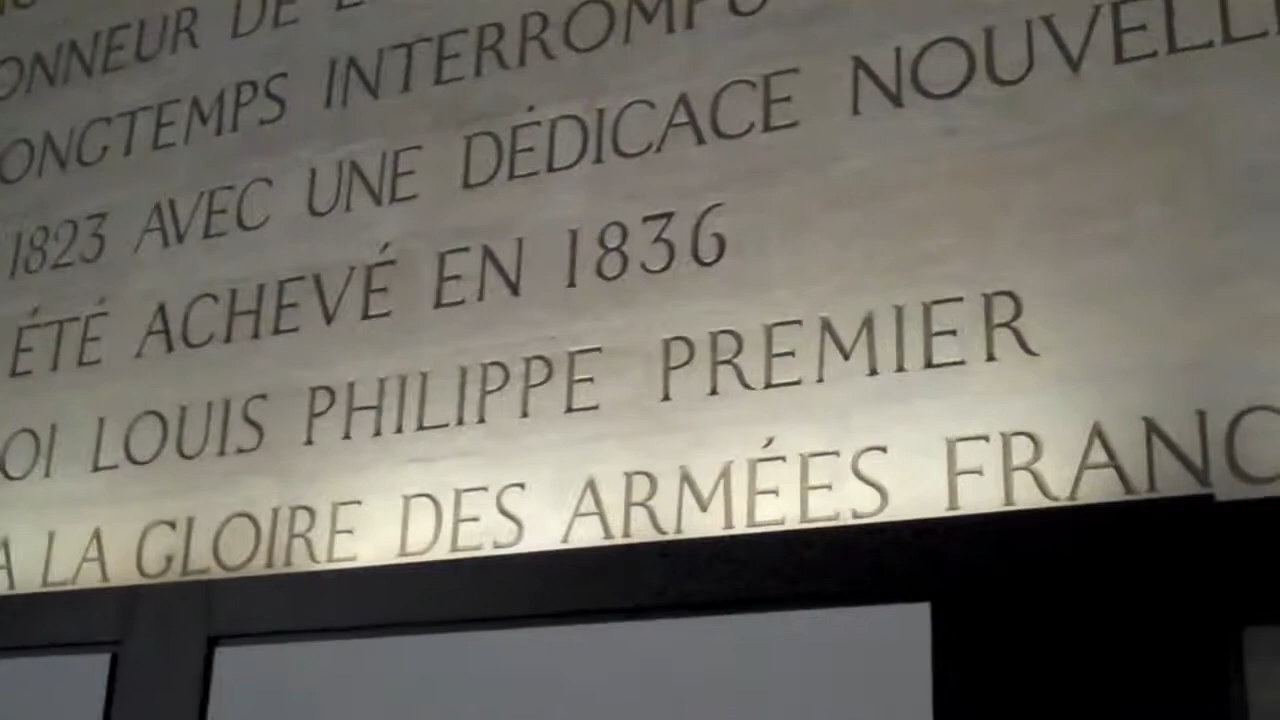 ONNEUR DE
ONGTEMPS INTERROMPU
1823 AVEC UNE DÉDICACE NOUVELL
ÉTÉ ACHEVÉ EN 1836
OI LOUIS PHILIPPE PREMIER
A LA GLOIRE DES ARMÉES FRANC